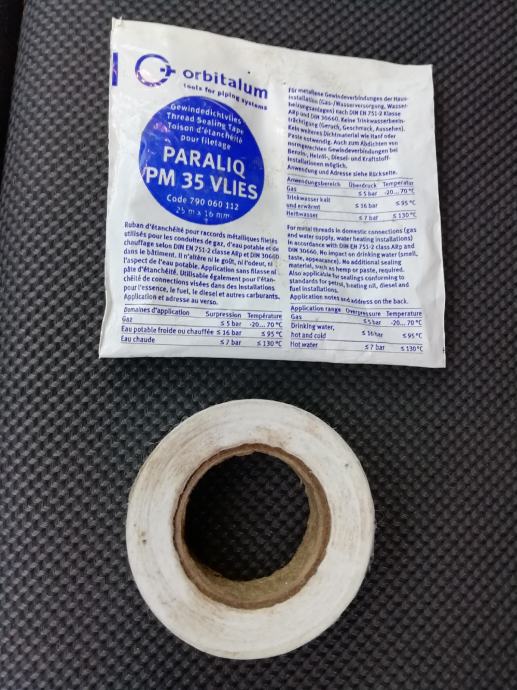 orbitalum
tools for piping systems
Gewindedichtvlies
Thread Sealing Tape
Toison d'étanchéité
pour filetage
PARALIQ
PM 35 VLIES
Code 790 060 112
25 m x 16 mm
Ruban d'étanchéité pour raccords métalliques filetés
utilisés pour les conduites de gaz, d'eau potable et de
chauffage selon DIN EN 751-2 classe ARp et DIN 30660
dans le bâtiment. Il n'altère ni le goût, ni l'odeur, ni
l'aspect de l'eau potable. Application sans filasse ni
pâte d'étanchéité. Utilisable également pour l'étan-
chéité de connections visées dans des installations
pour l'essence, le fuel, le diesel et autres carburants.
Application et adresse au verso.
Domaines d'application Surpression Température
Gaz ≤ 5 bar -20... 70 °C
Eau potable froide ou chauffée ≤ 16 bar ≤ 95 °C
Eau chaude ≤ 7 bar ≤ 130 °C
Für metallene Gewindeverbindungen der Haus-
installation (Gas-/Wasserversorgung, Wasser-
heizungsanlagen) nach DIN EN 751-2 Klasse
ARp und DIN 30660. Keine Trinkwasserbeein-
trächtigung (Geruch, Geschmack, Aussehen).
Kein weiteres Dichtmaterial wie Hanf oder
Paste notwendig. Auch zum Abdichten von
normgerechten Gewindeverbindungen bei
Benzin-, Heizöl-, Diesel- und Kraftstoff-
Installationen möglich.
Anwendung und Adresse siehe Rückseite.
Anwendungsbereich Überdruck Temperatur
Gas ≤ 5 bar -20... 70 °C
Trinkwasser kalt
und erwärmt ≤ 16 bar ≤ 95 °C
Heißwasser ≤ 7 bar ≤ 130 °C
For metal threads in domestic connections (gas
and water supply, water heating installations)
in accordance with DIN EN 751-2 class ARp and
DIN 30660. No impact on drinking water (smell,
taste, appearance). No additional sealing
material, such as hemp or paste, required.
Also applicable for sealings conforming to
standards for petrol, heating oil, diesel and
fuel installations.
Application notes and address on the back.
Application range Overpressure Temperature
Gas ≤ 5 bar -20... 70 °C
Drinking water,
hot and cold ≤ 16 bar ≤ 95 °C
Hot water ≤ 7 bar ≤ 130 °C